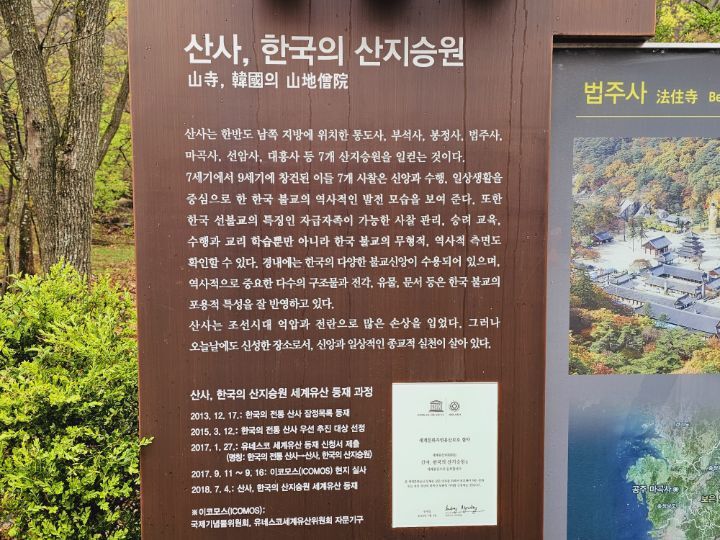 산사, 한국의 산지승원
山寺, 韓國의 山地僧院
산사는 한반도 남쪽 지방에 위치한 통도사, 부석사, 봉정사, 법주사,
마곡사, 선암사, 대흥사 등 7개 산지승원을 일컫는 것이다.
7세기에서 9세기에 창건된 이들 7개 사찰은 신앙과 수행, 일상생활을
중심으로 한 한국 불교의 역사적인 발전 모습을 보여 준다. 또한
한국 선불교의 특징인 자급자족이 가능한 사찰 관리, 승려 교육,
수행과 교리 학습뿐만 아니라 한국 불교의 무형적, 역사적 측면도
확인할 수 있다. 경내에는 한국의 다양한 불교신앙이 수용되어 있으며,
역사적으로 중요한 다수의 구조물과 전각, 유물, 문서 등은 한국 불교의
포용적 특성을 잘 반영하고 있다.
산사는 조선시대 억압과 전란으로 많은 손상을 입었다. 그러나
오늘날에도 신성한 장소로서, 신앙과 일상적인 종교적 실천이 살아 있다.
산사, 한국의 산지승원 세계유산 등재 과정
2013. 12. 17.: 한국의 전통 산사 잠정목록 등재
2015. 3. 12.: 한국의 전통 산사 우선 추진 대상 선정
2017. 1. 27.: 유네스코 세계유산 등재 신청서 제출
(명칭: 한국의 전통 산사→산사, 한국의 산지승원)
2017. 9. 11 ~ 9. 16: 이코모스(ICOMOS) 현지 실사
2018. 7. 4.: 산사, 한국의 산지승원 세계유산 등재
※이코모스(ICOMOS):
국제기념물위원회, 유네스코세계유산위원회 자문기구
산사, 한국의 산지승원
법주사 法住寺 Be
공주 마곡사
보은